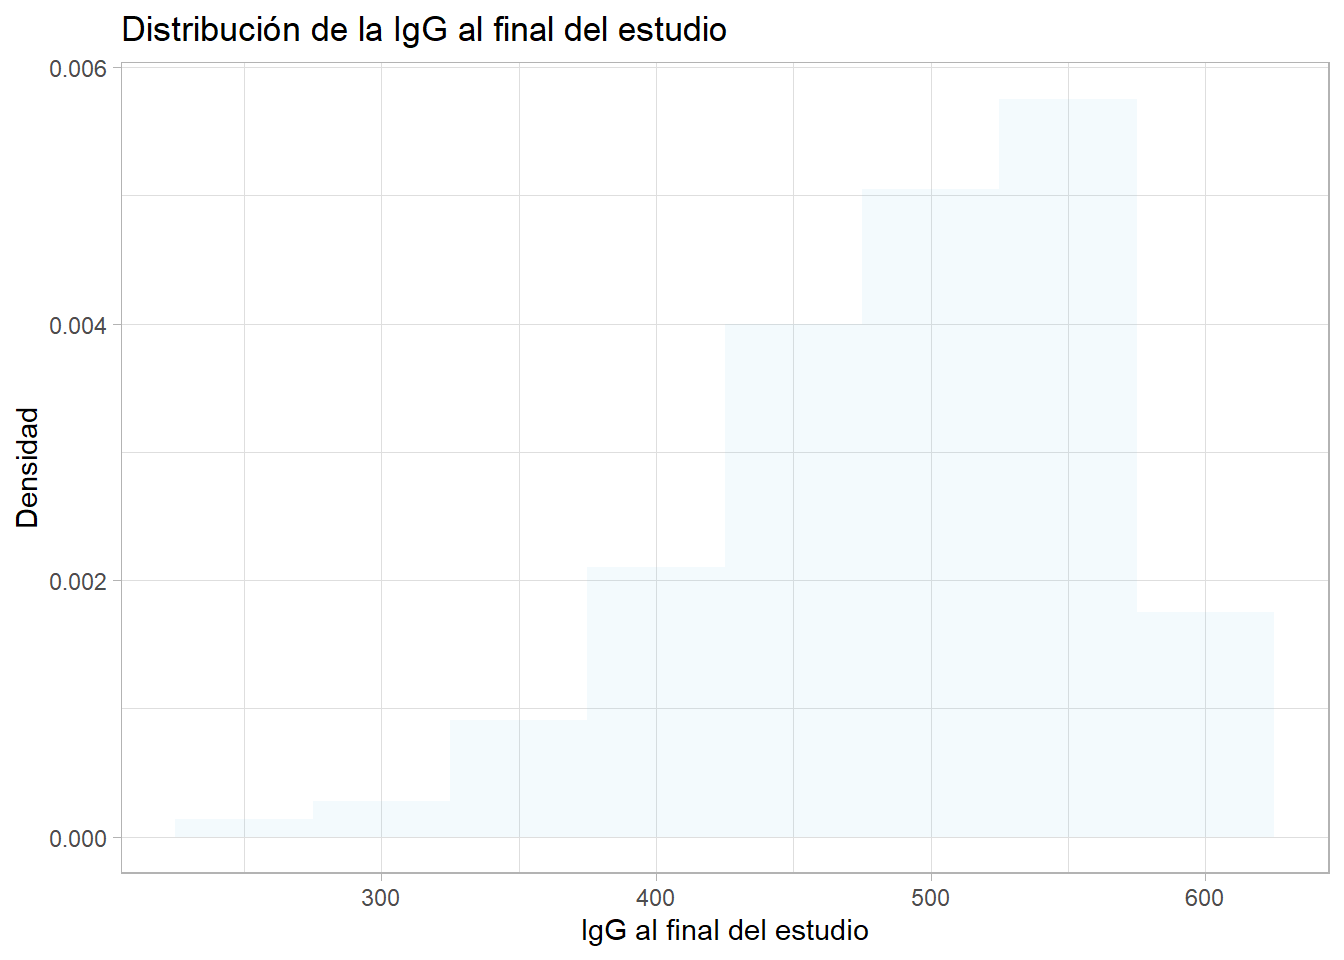 Distribución de la IgG al final del estudio
0.006
0.004
0.002
0.000
Densidad
300 400 500 600
IgG al final del estudio